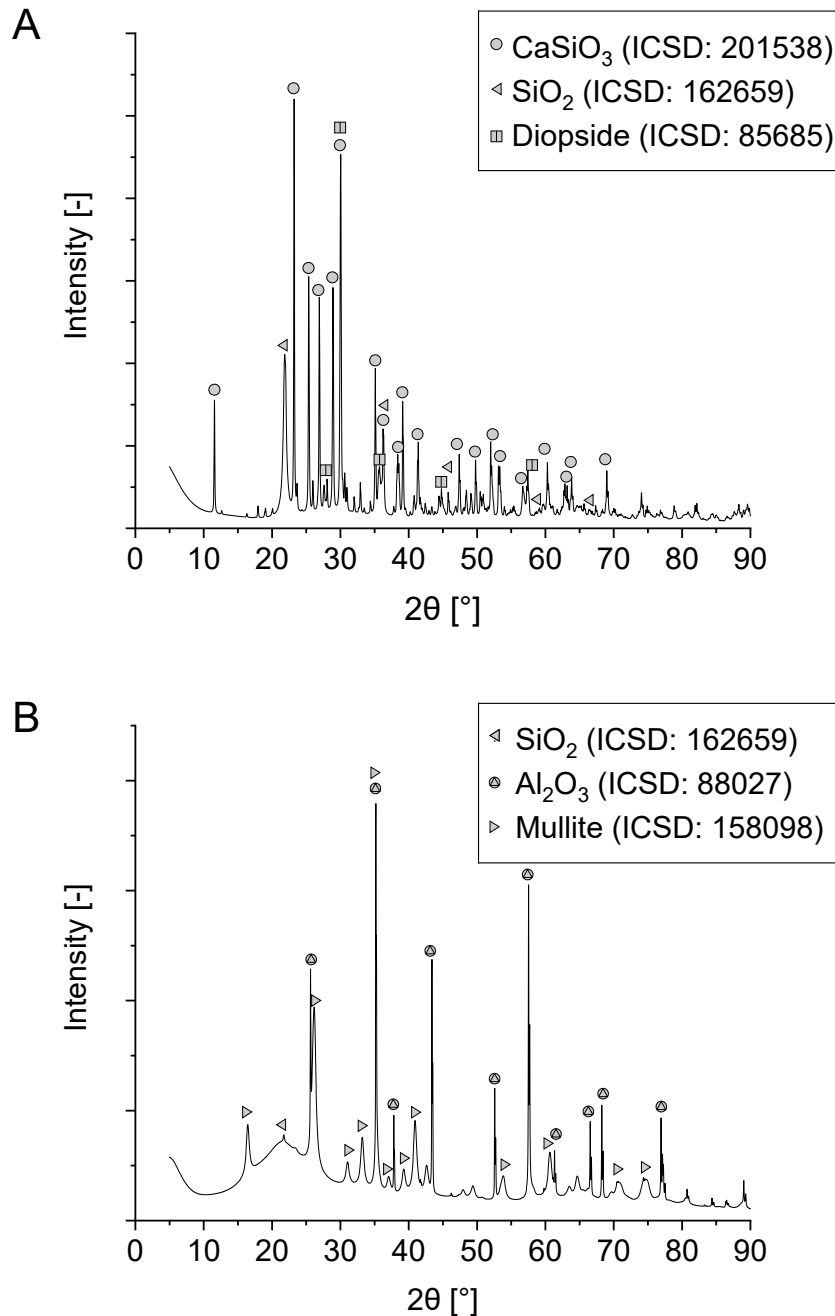 A
CaSiO₃ (ICSD: 201538)
SiO₂ (ICSD: 162659)
Diopside (ICSD: 85685)
Intensity [-]
0 10 20 30 40 50 60 70 80 90
2θ [°]
B
SiO₂ (ICSD: 162659)
Al₂O₃ (ICSD: 88027)
Mullite (ICSD: 158098)
Intensity [-]
0 10 20 30 40 50 60 70 80 90
2θ [°]